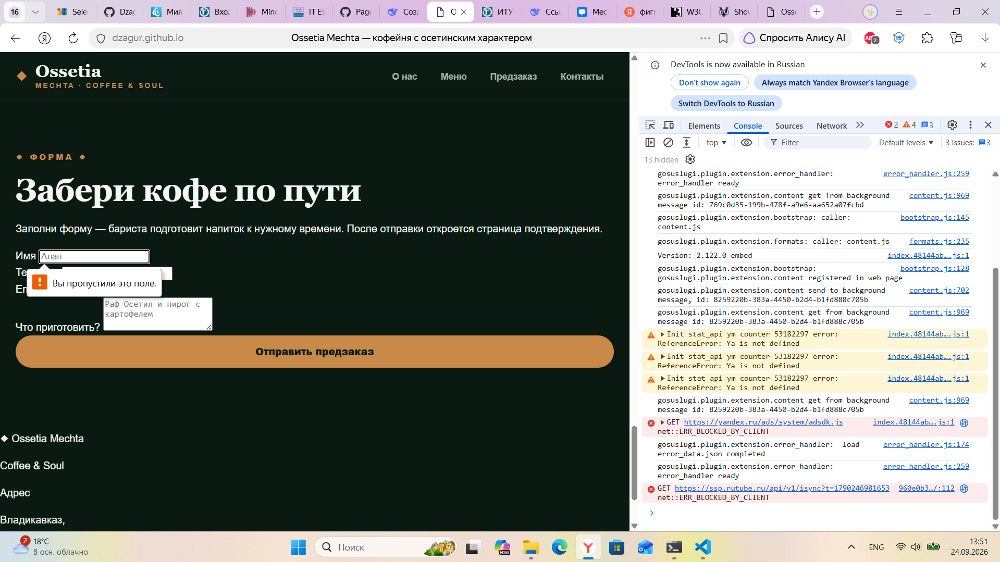 16
Sele
Dzag
Мия
Вход
Minc
IT Es
Page
Созд
O
ИТУ
Ссы
Мес
фиг
W3C
Sho
Osse
dzagur.github.io
Ossetia Mechta — кофейня с осетинским характером
Спросить Алису AI
2
Ossetia
MECHTA · COFFEE & SOUL
О нас
Меню
Предзаказ
Контакты
◆ ФОРМА ◆
Забери кофе по пути
Заполни форму — бариста подготовит напиток к нужному времени. После отправки откроется страница подтверждения.
Имя Алан
Те
Вы пропустили это поле.
Em
Раф Осетия и пирог с
картофелем
Что приготовить?
Отправить предзаказ
◆ Ossetia Mechta
Coffee & Soul
Адрес
Владикавказ,
DevTools is now available in Russian
Don't show again
Always match Yandex Browser's language
Switch DevTools to Russian
Elements
Console
Sources
Network
2
4
3
top
Filter
Default levels
3 Issues:
3
13 hidden
gosuslugi.plugin.extension.error_handler: error_handler.js:259
error_handler ready
gosuslugi.plugin.extension.content get from background content.js:969
message id: 769c0d35-199b-478f-a9e6-aa652a07fcbd
gosuslugi.plugin.extension.bootstrap: caller: bootstrap.js:145
content.js
gosuslugi.plugin.extension.formats: caller: content.js formats.js:235
Version: 2.122.0-embed index.48144ab….js:1
gosuslugi.plugin.extension.bootstrap: bootstrap.js:128
gosuslugi.plugin.extension.content registered in web page
gosuslugi.plugin.extension.content send to background content.js:702
message, id: 8259220b-383a-4450-b2d4-b1fd888c705b
gosuslugi.plugin.extension.content get from background content.js:969
message id: 8259220b-383a-4450-b2d4-b1fd888c705b
Init stat_api ym counter 53182297 error: index.48144ab….js:1
ReferenceError: Ya is not defined
Init stat_api ym counter 53182297 error: index.48144ab….js:1
ReferenceError: Ya is not defined
Init stat_api ym counter 53182297 error: index.48144ab….js:1
ReferenceError: Ya is not defined
gosuslugi.plugin.extension.content get from background content.js:969
message id: 8259220b-383a-4450-b2d4-b1fd888c705b
GET https://yandex.ru/ads/system/adsdk.js index.48144ab….js:1
net::ERR_BLOCKED_BY_CLIENT
gosuslugi.plugin.extension.error_handler: load error_handler.js:174
error_data.json completed
gosuslugi.plugin.extension.error_handler: error_handler.js:259
error_handler ready
GET https://ssp.rutube.ru/api/v1/isync?t=1790246981653 960e0b3…/:112
net::ERR_BLOCKED_BY_CLIENT
2
18°C
В осн. облачно
Поиск
M365
ENG
13:51
24.09.2026